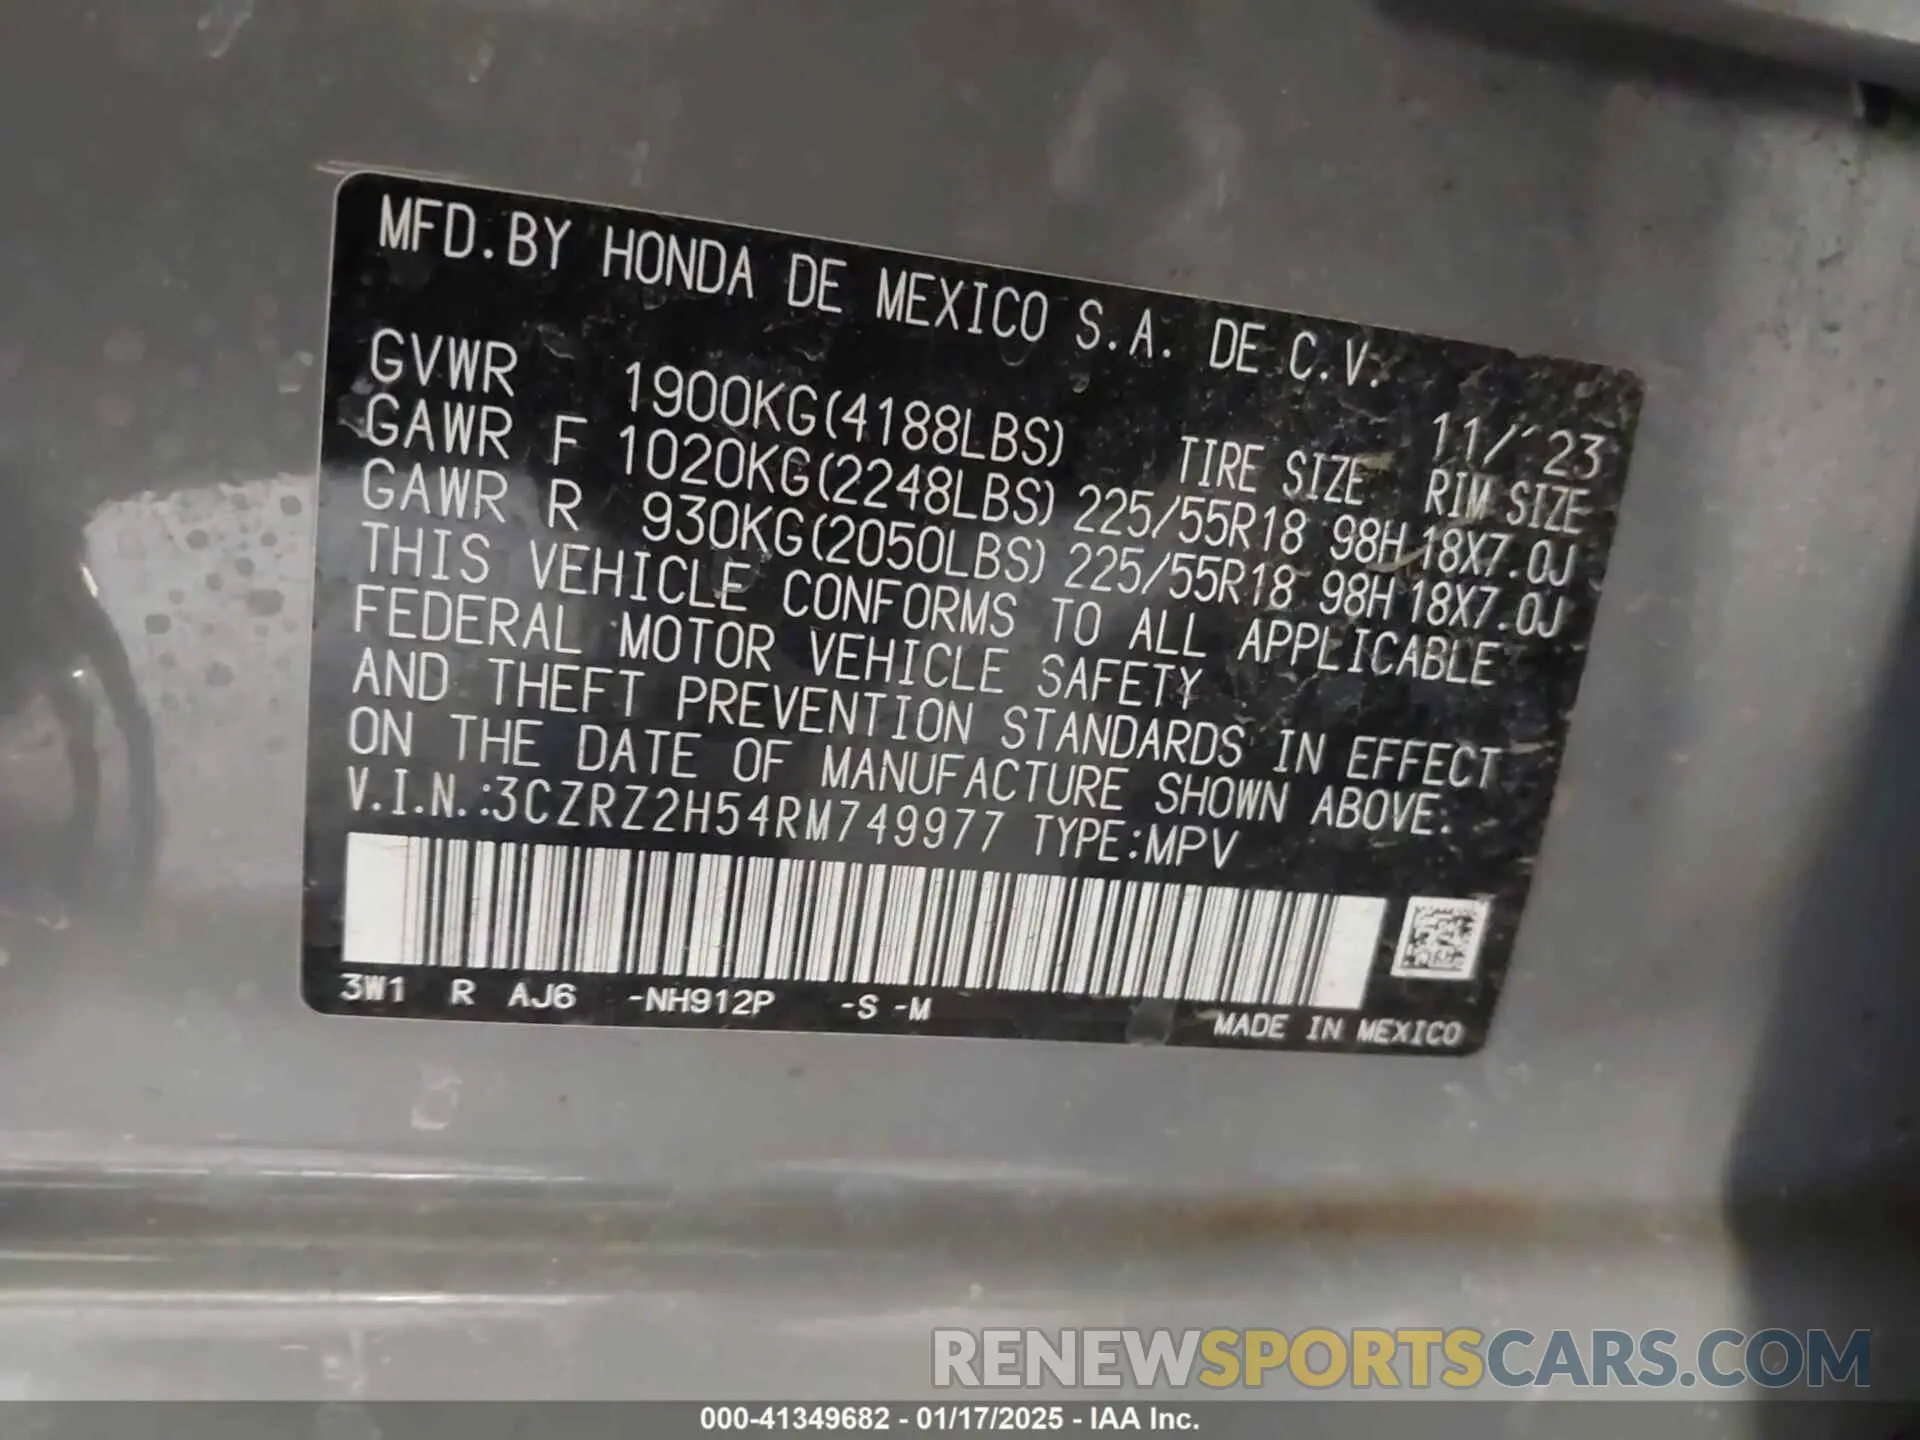 MFD.BY HONDA DE MEXICO S.A. DE C.V.
11/´23
GVWR 1900KG(4188LBS) TIRE SIZE RIM SIZE
GAWR F 1020KG(2248LBS) 225/55R18 98H 18X7.0J
GAWR R 930KG(2050LBS) 225/55R18 98H 18X7.0J
THIS VEHICLE CONFORMS TO ALL APPLICABLE
FEDERAL MOTOR VEHICLE SAFETY
AND THEFT PREVENTION STANDARDS IN EFFECT
ON THE DATE OF MANUFACTURE SHOWN ABOVE.
V.I.N.:3CZRZ2H54RM749977 TYPE:MPV
3W1 R AJ6 -NH912P -S -M
MADE IN MEXICO
RENEWSPORTSCARS.COM
000-41349682 - 01/17/2025 - IAA Inc.